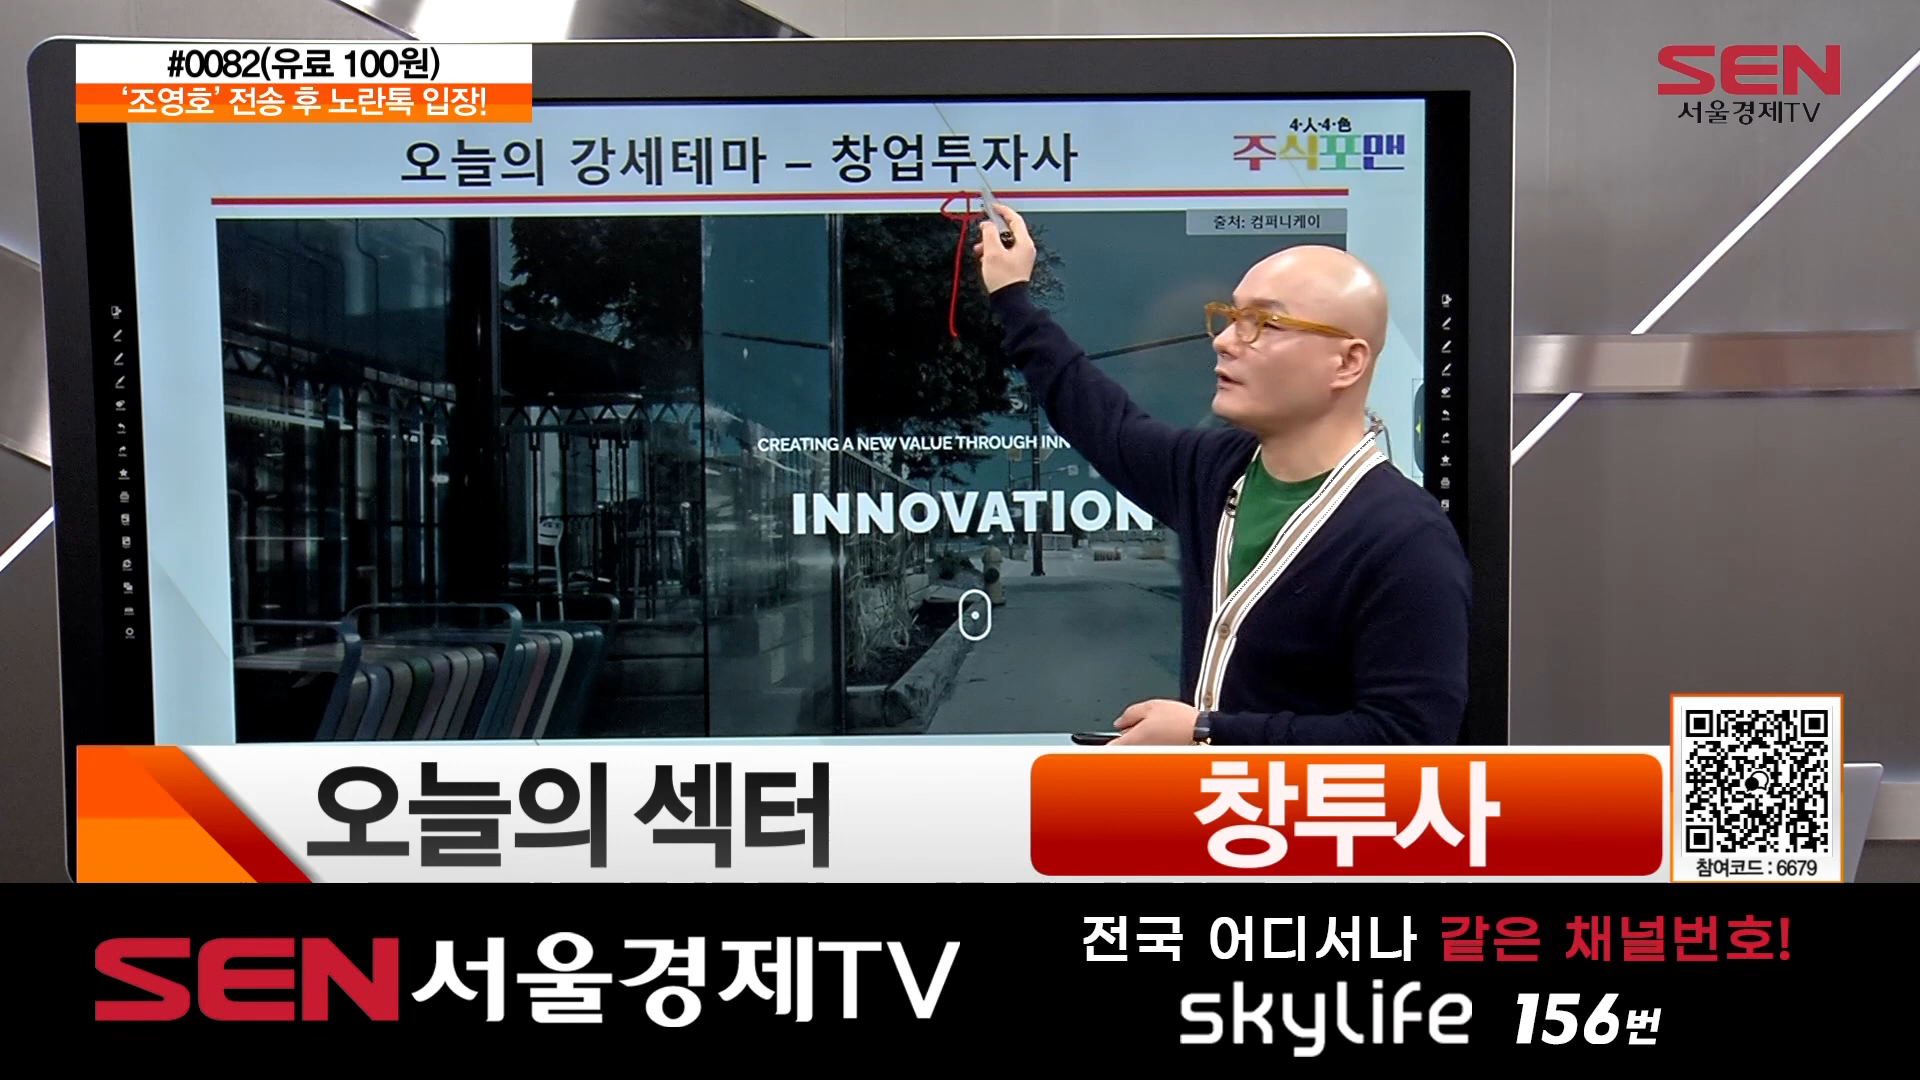 #0082(유료 100원)
‘조영호’ 전송 후 노란톡 입장!
SEN
서울경제TV
4·人·4·色
주식포맨
오늘의 강세테마 – 창업투자사
출처: 컴퍼니케이
CREATING A NEW VALUE THROUGH INN
INNOVATION
오늘의 섹터
창투사
참여코드 : 6679
SEN서울경제TV
전국 어디서나 같은 채널번호!
skylife 156번